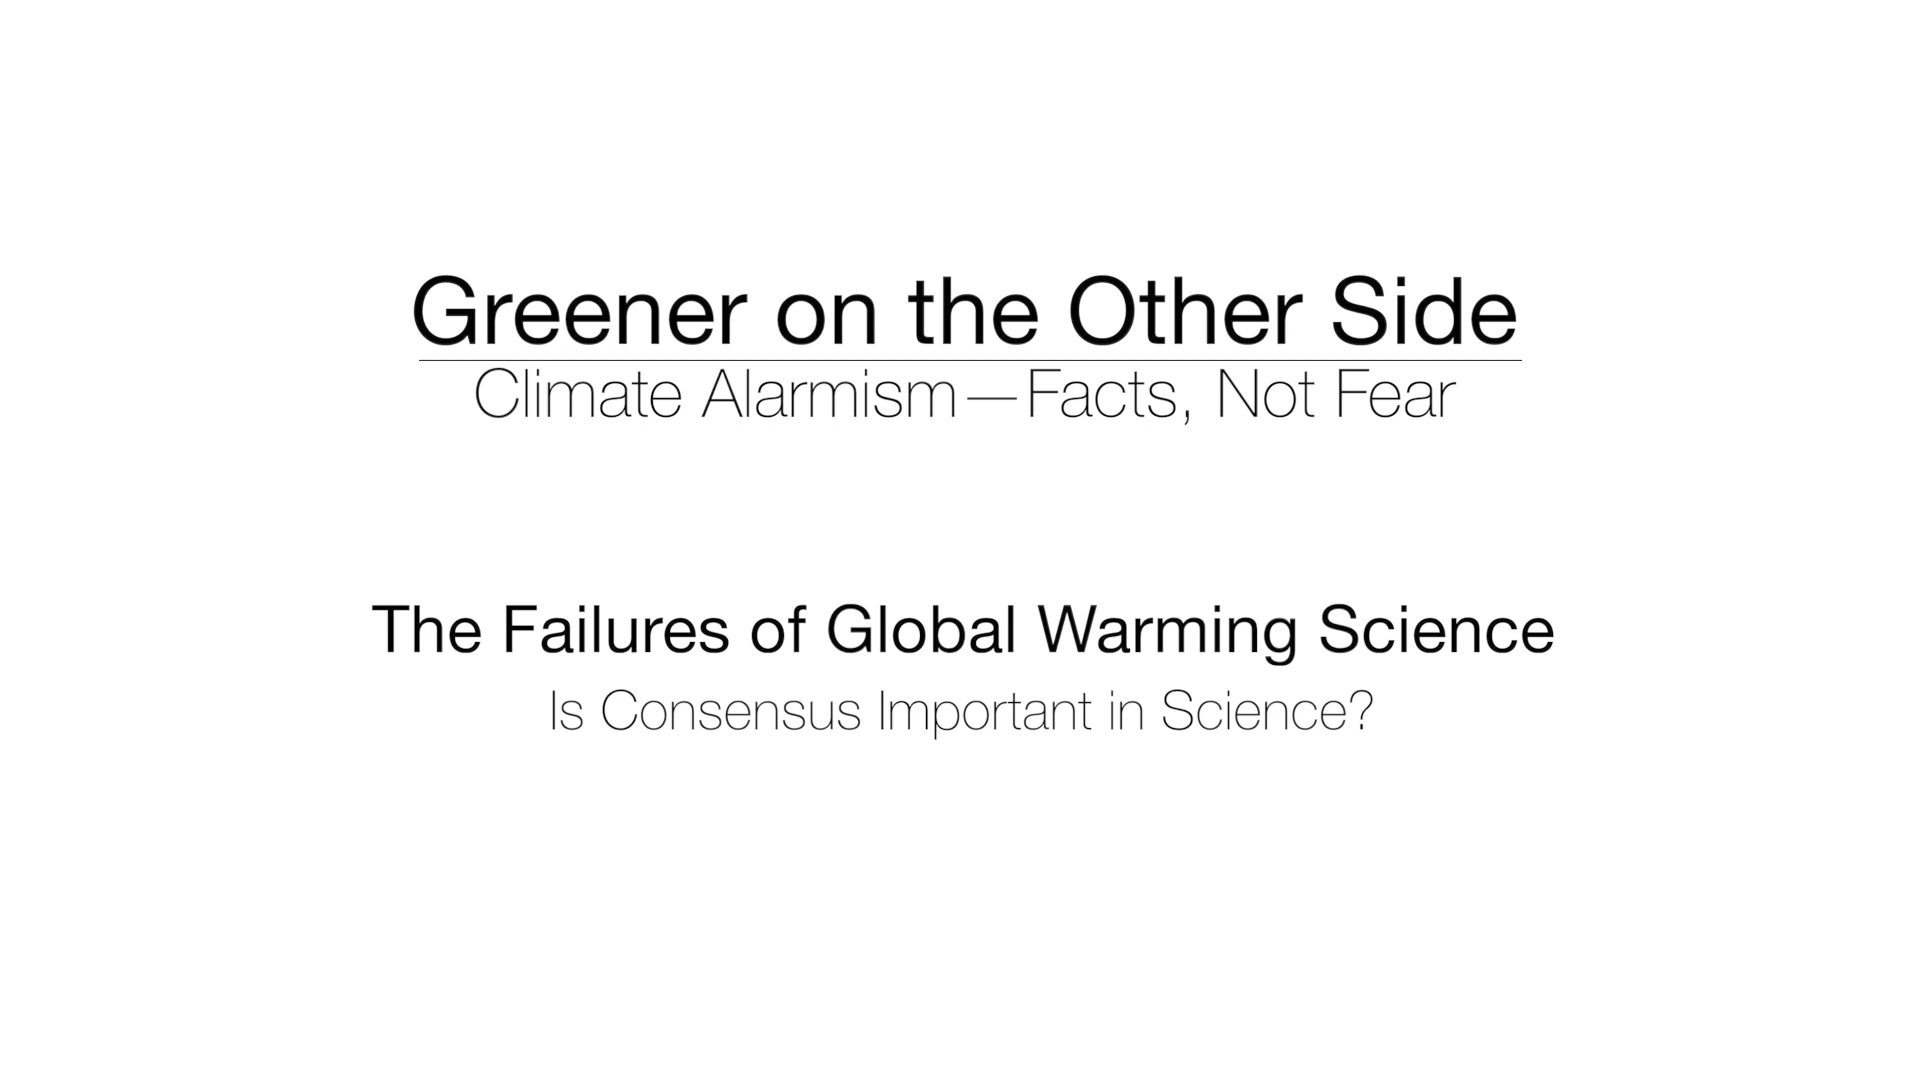 Greener on the Other Side
Climate Alarmism—Facts, Not Fear
The Failures of Global Warming Science
Is Consensus Important in Science?